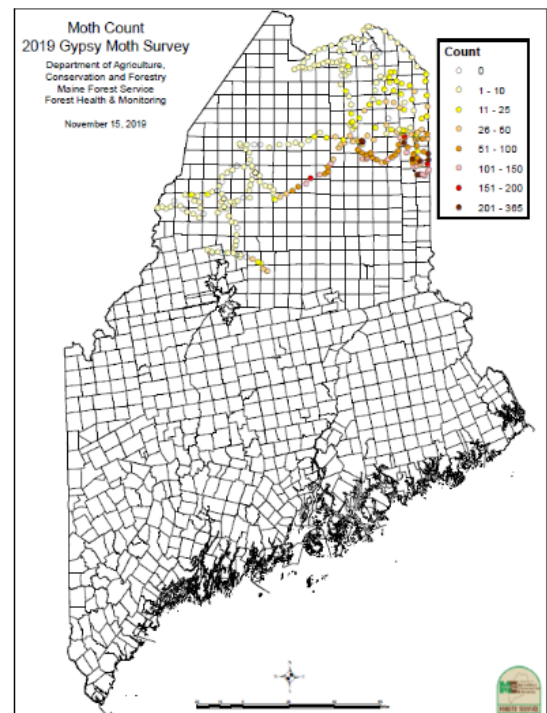 Moth Count
2019 Gypsy Moth Survey
Department of Agriculture,
Conservation and Forestry
Maine Forest Service
Forest Health & Monitoring
November 15, 2019
Count
0
1 - 10
11 - 25
26 - 50
51 - 100
101 - 150
151 - 200
201 - 365